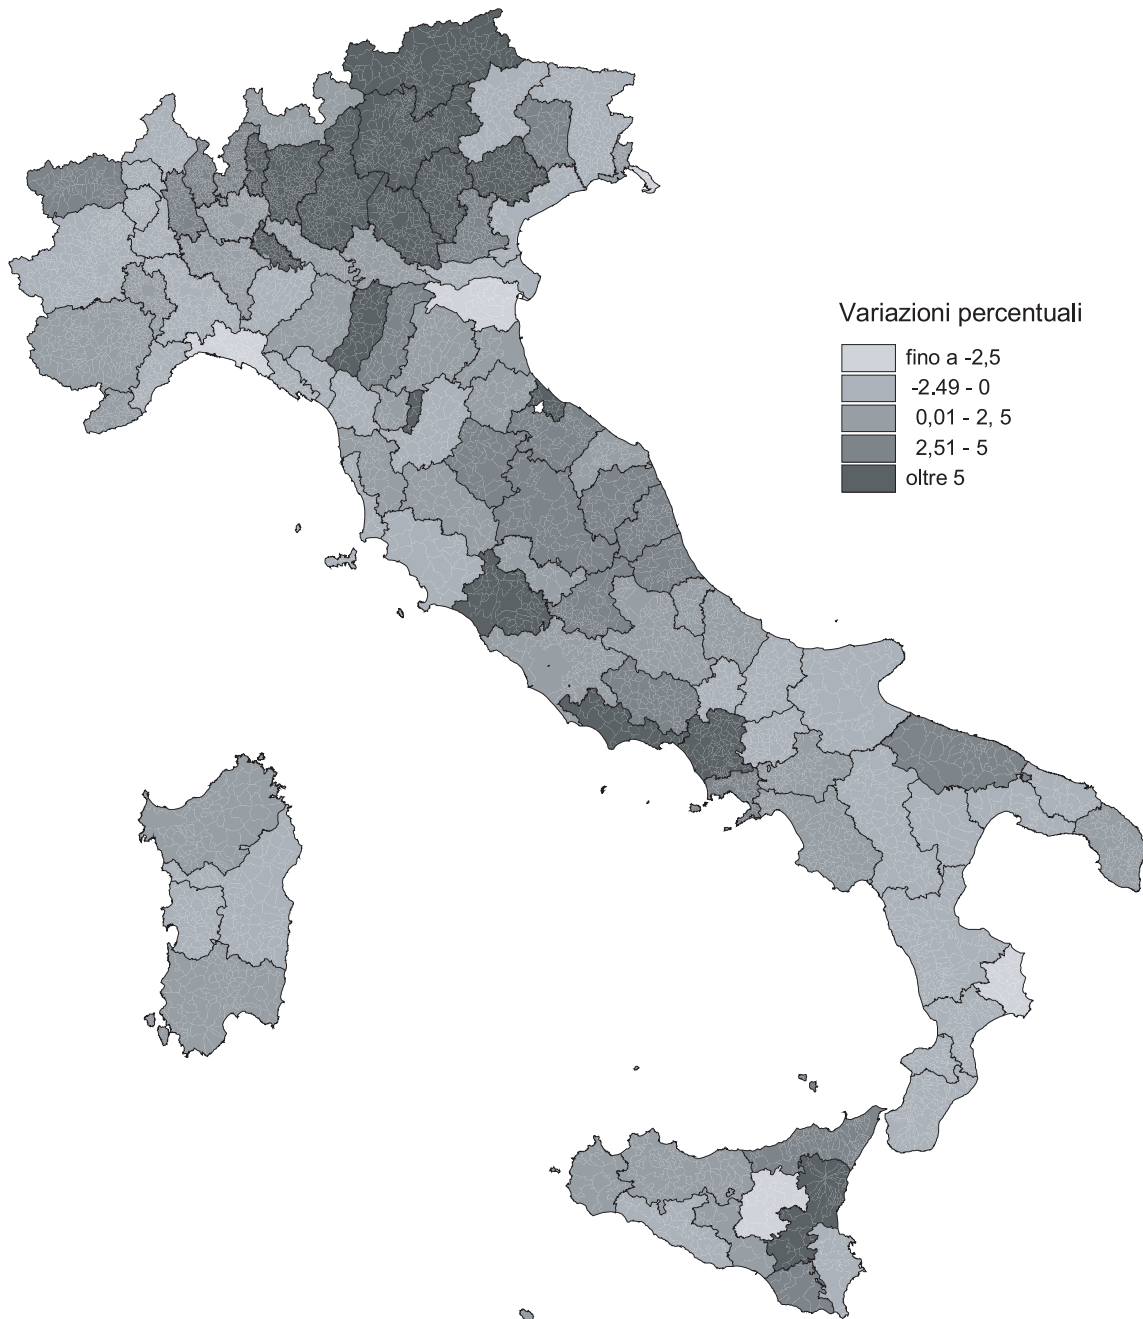 Variazioni percentuali
fino a -2,5
-2.49 - 0
0,01 - 2, 5
2,51 - 5
oltre 5